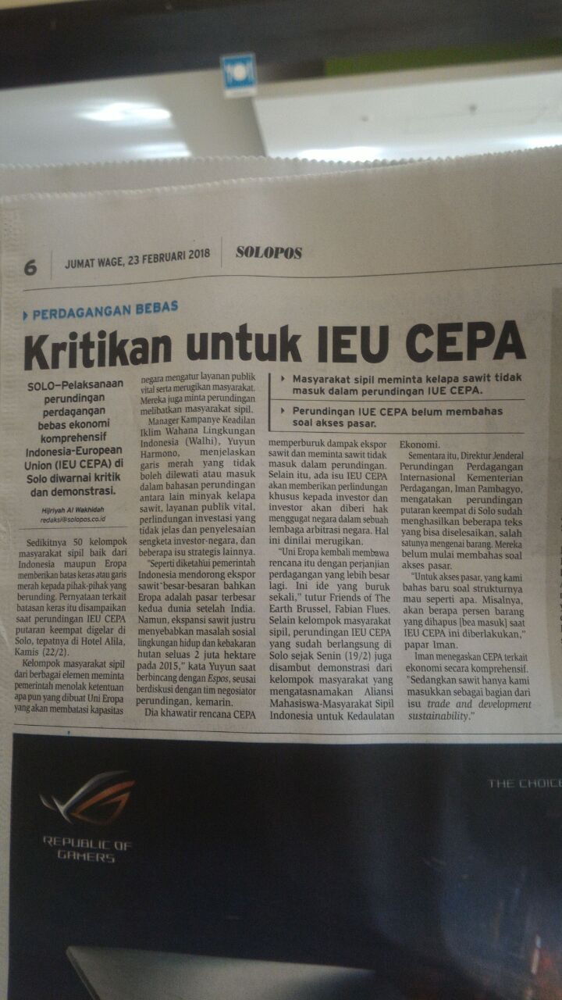 6
JUMAT WAGE, 23 FEBRUARI 2018
SOLOPOS
PERDAGANGAN BEBAS
Kritikan untuk IEU CEPA
SOLO—Pelaksanaan
perundingan
perdagangan
bebas ekonomi
komprehensif
Indonesia-European
Union (IEU CEPA) di
Solo diwarnai kritik
dan demonstrasi.
Hijriyah Al Wakhidah
redaksi@solopos.co.id
Sedikitnya 50 kelompok
masyarakat sipil baik dari
Indonesia maupun Eropa
memberikan batas keras atau garis
merah kepada pihak-pihak yang
berunding. Pernyataan terkait
batasan keras itu disampaikan
saat perundingan IEU CEPA
putaran keempat digelar di
Solo, tepatnya di Hotel Alila,
Kamis (22/2).
Kelompok masyarakat sipil
dari berbagai elemen meminta
pemerintah menolak ketentuan
apa pun yang dibuat Uni Eropa
yang akan membatasi kapasitas
negara mengatur layanan publik
vital serta merugikan masyarakat.
Mereka juga minta perundingan
melibatkan masyarakat sipil.
Manager Kampanye Keadilan
Iklim Wahana Lingkungan
Indonesia (Walhi), Yuyun
Harmono, menjelaskan
garis merah yang tidak
boleh dilewati atau masuk
dalam bahasan perundingan
antara lain minyak kelapa
sawit, layanan publik vital,
perlindungan investasi yang
tidak jelas dan penyelesaian
sengketa investor-negara, dan
beberapa isu strategis lainnya.
"Seperti diketahui pemerintah
Indonesia mendorong ekspor
sawit besar-besaran bahkan
Eropa adalah pasar terbesar
kedua dunia setelah India.
Namun, ekspansi sawit justru
menyebabkan masalah sosial
lingkungan hidup dan kebakaran
hutan seluas 2 juta hektare
pada 2015," kata Yuyun saat
berbincang dengan Espos, seusai
berdiskusi dengan tim negosiator
perundingan, kemarin.
Dia khawatir rencana CEPA
Masyarakat sipil meminta kelapa sawit tidak
masuk dalam perundingan IUE CEPA.
Perundingan IUE CEPA belum membahas
soal akses pasar.
memperburuk dampak ekspor
sawit dan meminta sawit tidak
masuk dalam perundingan.
Selain itu, ada isu IEU CEPA
akan memberikan perlindungan
khusus kepada investor dan
investor akan diberi hak
menggugat negara dalam sebuah
lembaga arbitrasi negara. Hal
ini dinilai merugikan.
"Uni Eropa kembali membawa
rencana itu dengan perjanjian
perdagangan yang lebih besar
lagi. Ini ide yang buruk
sekali," tutur Friends of The
Earth Brussel, Fabian Flues.
Selain kelompok masyarakat
sipil, perundingan IEU CEPA
yang sudah berlangsung di
Solo sejak Senin (19/2) juga
disambut demonstrasi dari
kelompok masyarakat yang
mengatasnamakan Aliansi
Mahasiswa-Masyarakat Sipil
Indonesia untuk Kedaulatan
Ekonomi.
Sementara itu, Direktur Jenderal
Perundingan Perdagangan
Internasional Kementerian
Perdagangan, Iman Pambagyo,
mengatakan perundingan
putaran keempat di Solo sudah
menghasilkan beberapa teks
yang bisa diselesaikan, salah
satunya mengenai barang. Mereka
belum mulai membahas soal
akses pasar.
"Untuk akses pasar, yang kami
bahas baru soal strukturnya
mau seperti apa. Misalnya,
akan berapa persen barang
yang dihapus [bea masuk] saat
IEU CEPA ini diberlakukan,"
papar Iman.
Iman menegaskan CEPA terkait
ekonomi secara komprehensif.
"Sedangkan sawit hanya kami
masukkan sebagai bagian dari
isu trade and development
sustainability."
REPUBLIC OF
GAMERS
THE CHOICE